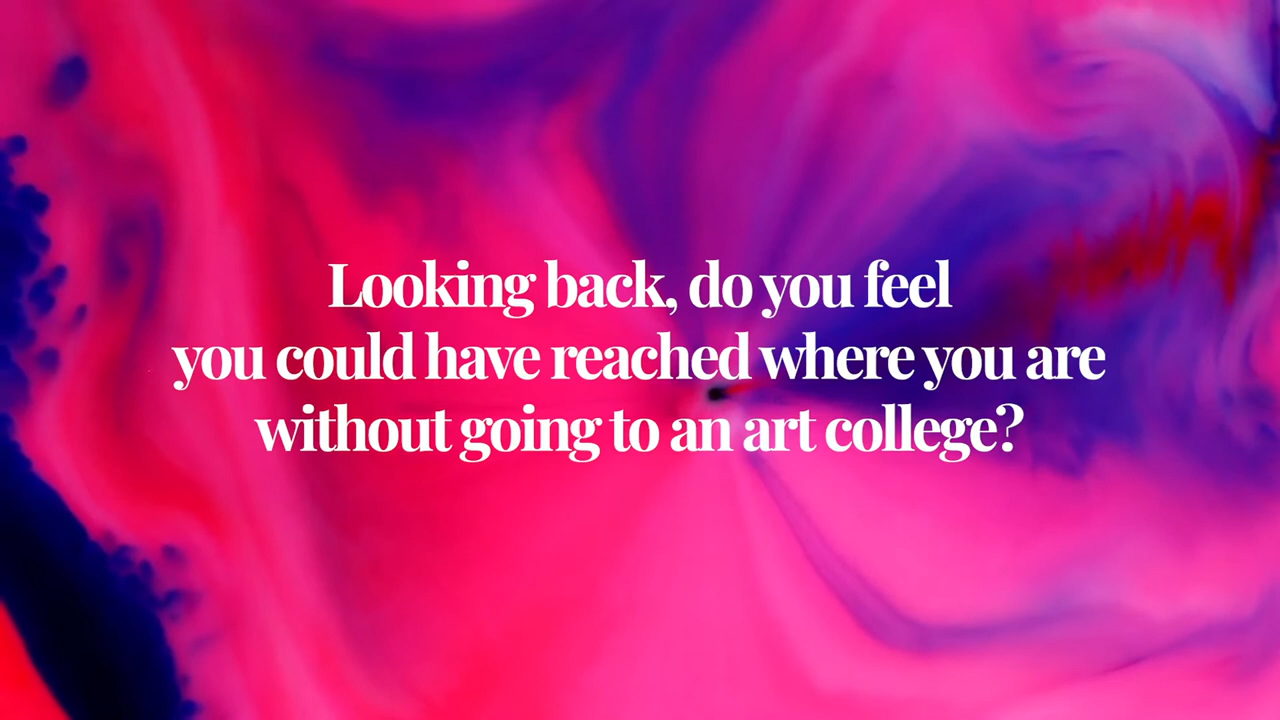 Looking back, do you feel
you could have reached where you are
without going to an art college?